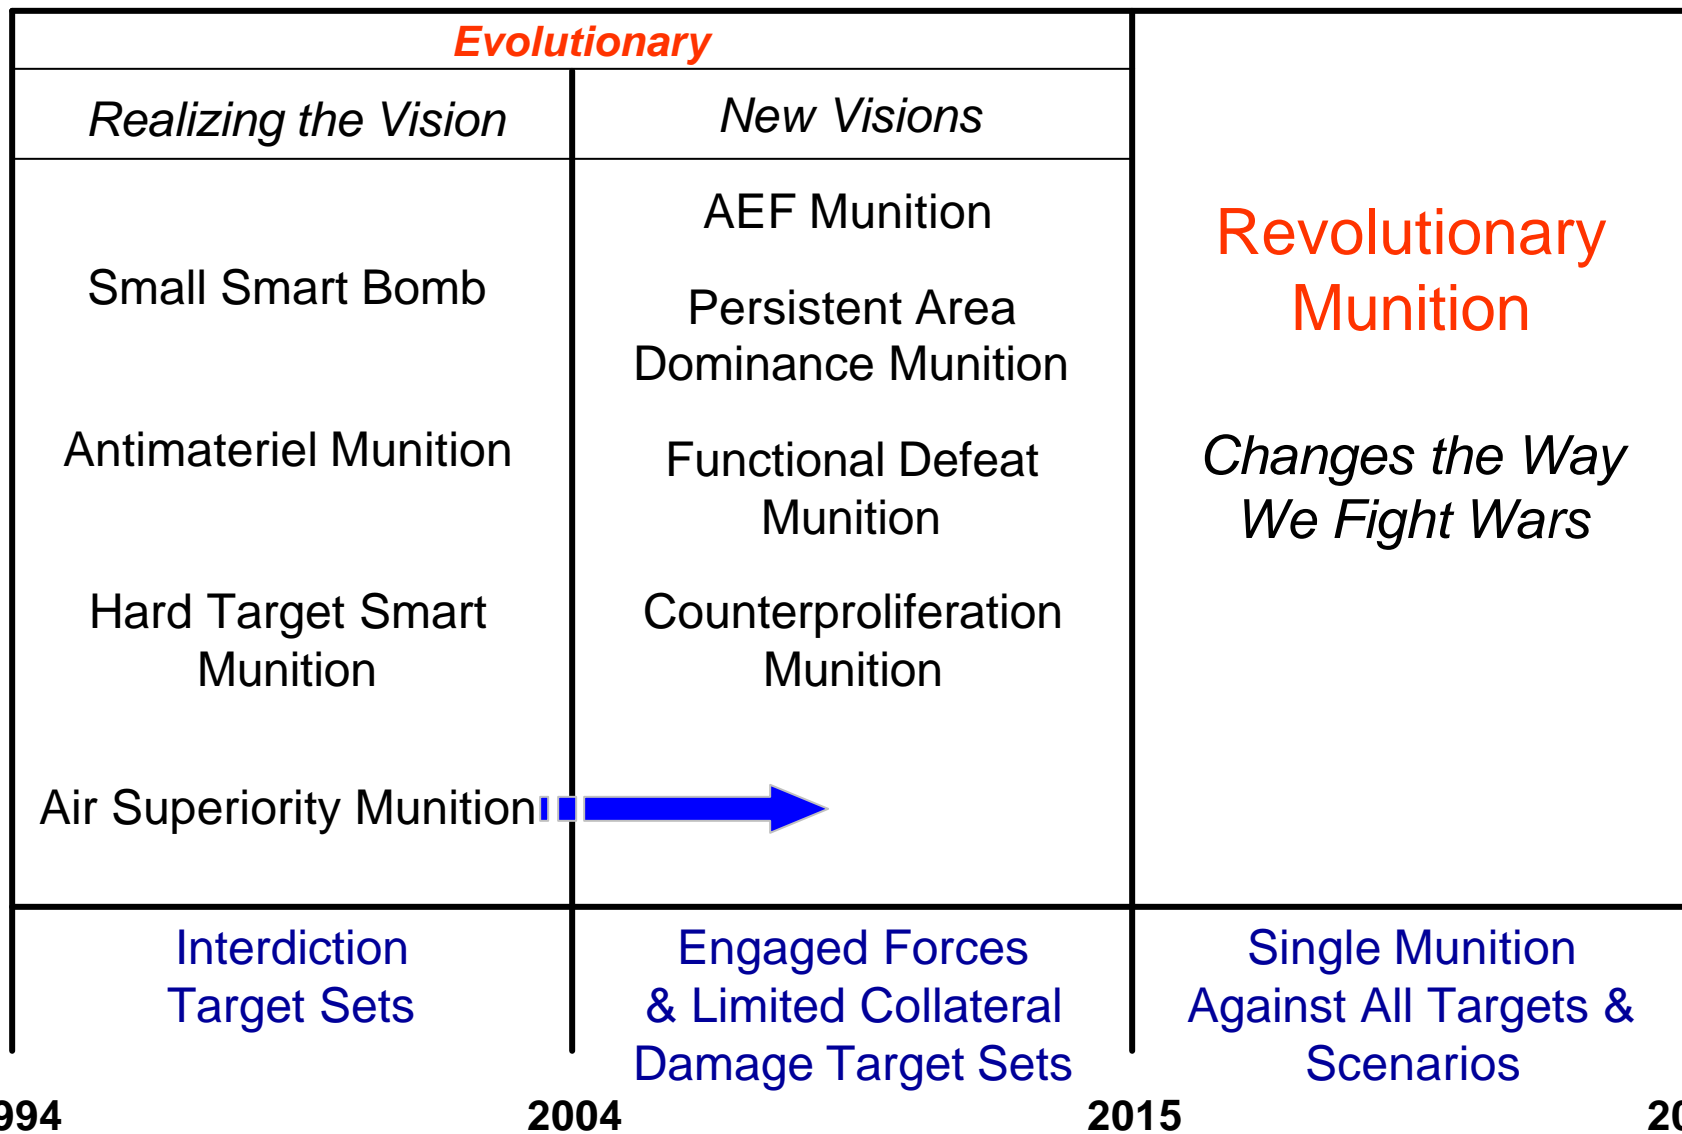 Evolutionary
Realizing the Vision
New Visions
Small Smart Bomb
Antimateriel Munition
Hard Target Smart
Munition
Air Superiority Munition
AEF Munition
Persistent Area
Dominance Munition
Functional Defeat
Munition
Counterproliferation
Munition
Revolutionary
Munition
Changes the Way
We Fight Wars
Interdiction
Target Sets
Engaged Forces
& Limited Collateral
Damage Target Sets
Single Munition
Against All Targets &
Scenarios
994
2004
2015